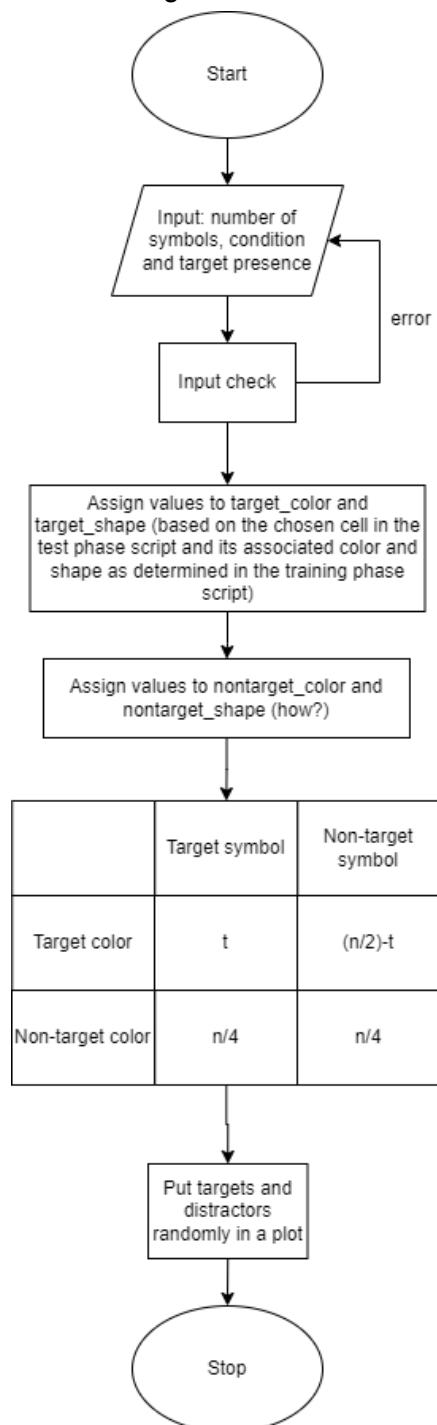 Start
Input: number of
symbols, condition
and target presence
error
Input check
Assign values to target_color and
target_shape (based on the chosen cell in the
test phase script and its associated color and
shape as determined in the training phase
script)
Assign values to nontarget_color and
nontarget_shape (how?)
Target symbol
Non-target
symbol
Target color
t
(n/2)-t
Non-target color
n/4
n/4
Put targets and
distractors
randomly in a plot
Stop